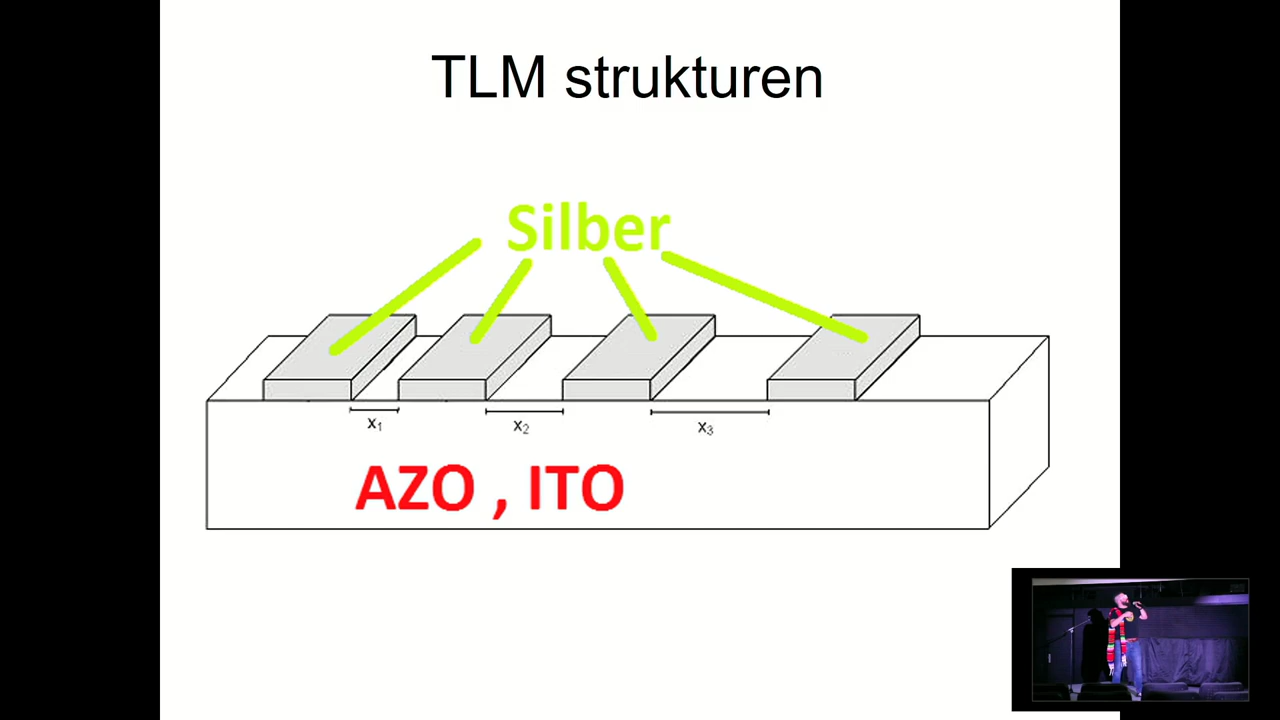 TLM strukturen
Silber
x₁
x₂
x₃
AZO , ITO